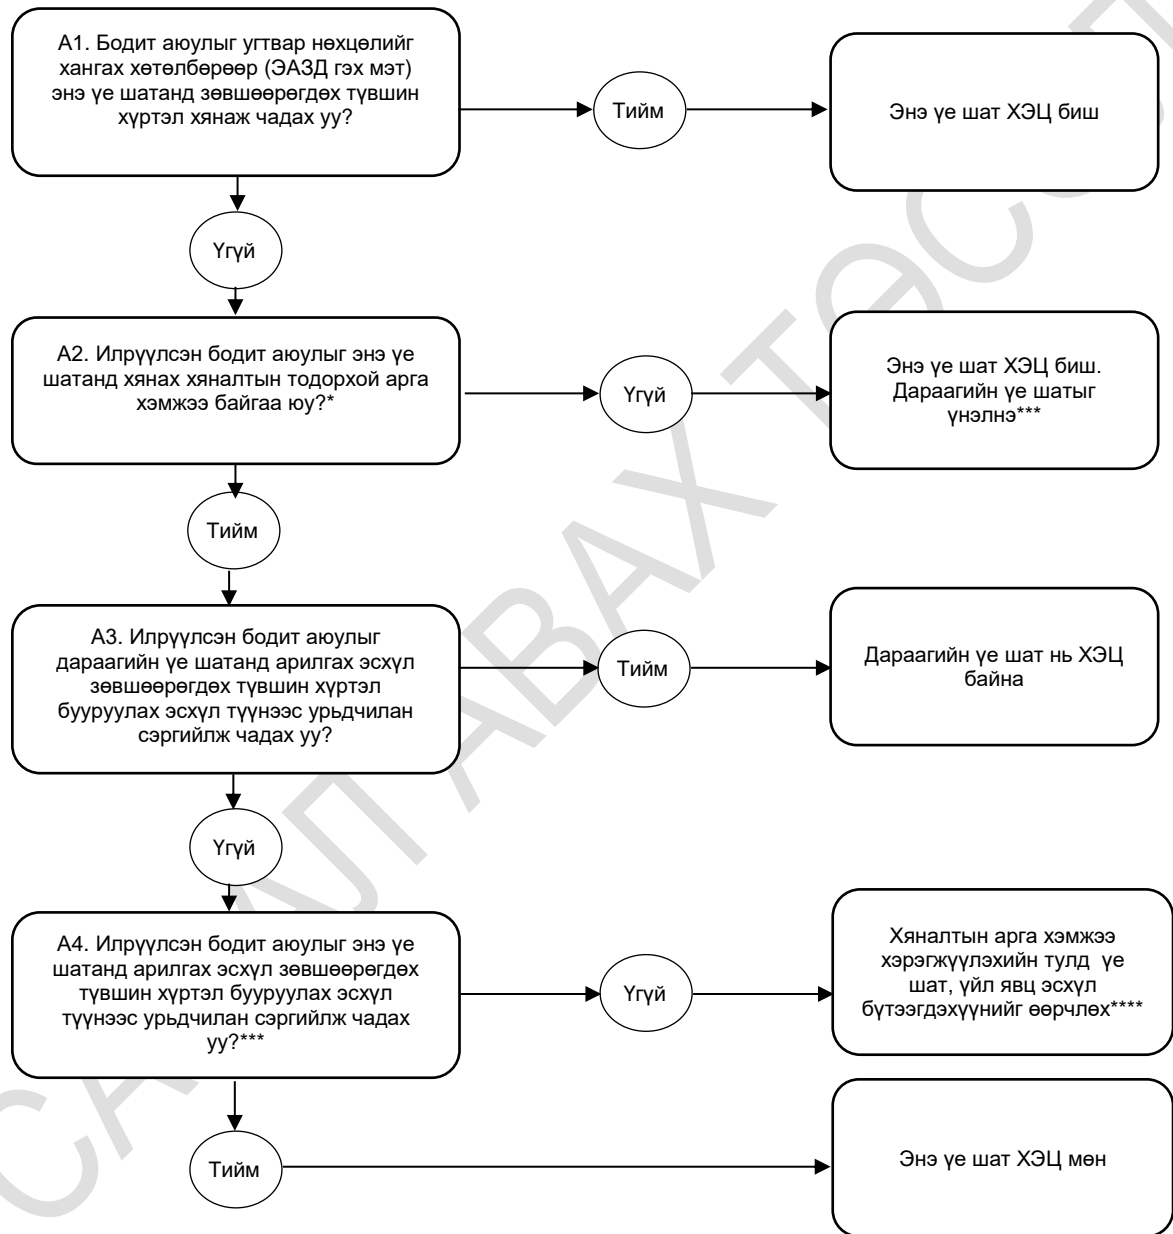 А1. Бодит аюулыг угтвар нөхцөлийг
хангах хөтөлбөрөөр (ЭАЗД гэх мэт)
энэ үе шатанд зөвшөөрөгдөх түвшин
хүртэл хянаж чадах уу?
Тийм
Энэ үе шат ХЭЦ биш
Үгүй
А2. Илрүүлсэн бодит аюулыг энэ үе
шатанд хянах хяналтын тодорхой арга
хэмжээ байгаа юу?*
Үгүй
Энэ үе шат ХЭЦ биш.
Дараагийн үе шатыг
үнэлнэ***
Тийм
А3. Илрүүлсэн бодит аюулыг
дараагийн үе шатанд арилгах эсхүл
зөвшөөрөгдөх түвшин хүртэл
бууруулах эсхүл түүнээс урьдчилан
сэргийлж чадах уу?
Тийм
Дараагийн үе шат нь ХЭЦ
байна
Үгүй
А4. Илрүүлсэн бодит аюулыг энэ үе
шатанд арилгах эсхүл зөвшөөрөгдөх
түвшин хүртэл бууруулах эсхүл
түүнээс урьдчилан сэргийлж чадах
уу?***
Үгүй
Хяналтын арга хэмжээ
хэрэгжүүлэхийн тулд үе
шат, үйл явц эсхүл
бүтээгдэхүүнийг өөрчлөх****
Тийм
Энэ үе шат ХЭЦ мөн
АВАХ